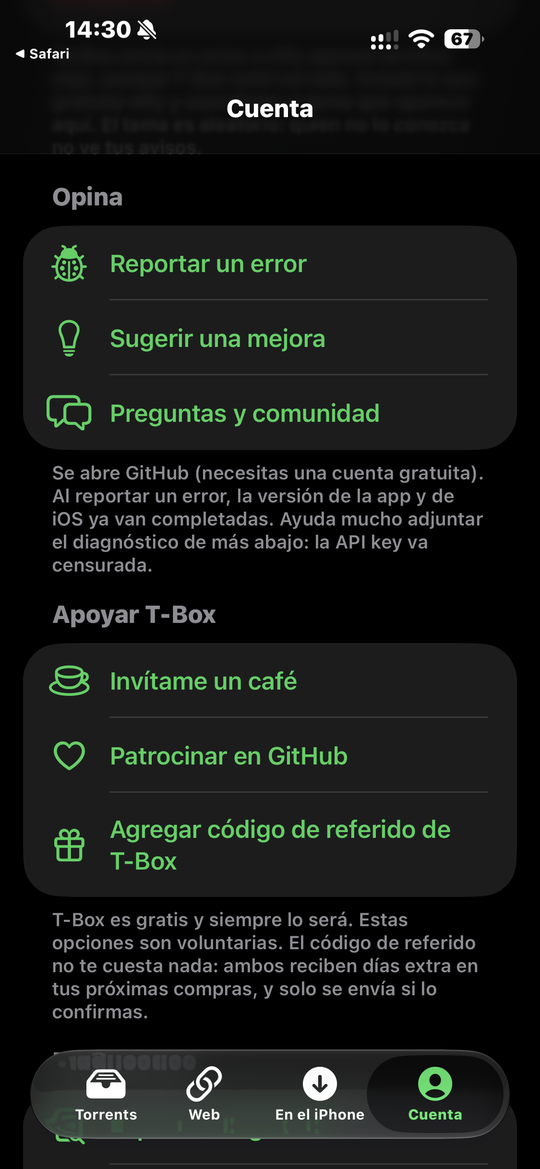 14:30
67
◀ Safari
Cuenta
no ve tus avisos.
Opina
Reportar un error
Sugerir una mejora
Preguntas y comunidad
Se abre GitHub (necesitas una cuenta gratuita).
Al reportar un error, la versión de la app y de
iOS ya van completadas. Ayuda mucho adjuntar
el diagnóstico de más abajo: la API key va
censurada.
Apoyar T-Box
Invítame un café
Patrocinar en GitHub
Agregar código de referido de
T-Box
T-Box es gratis y siempre lo será. Estas
opciones son voluntarias. El código de referido
no te cuesta nada: ambos reciben días extra en
tus próximas compras, y solo se envía si lo
confirmas.
Torrents
Web
En el iPhone
Cuenta